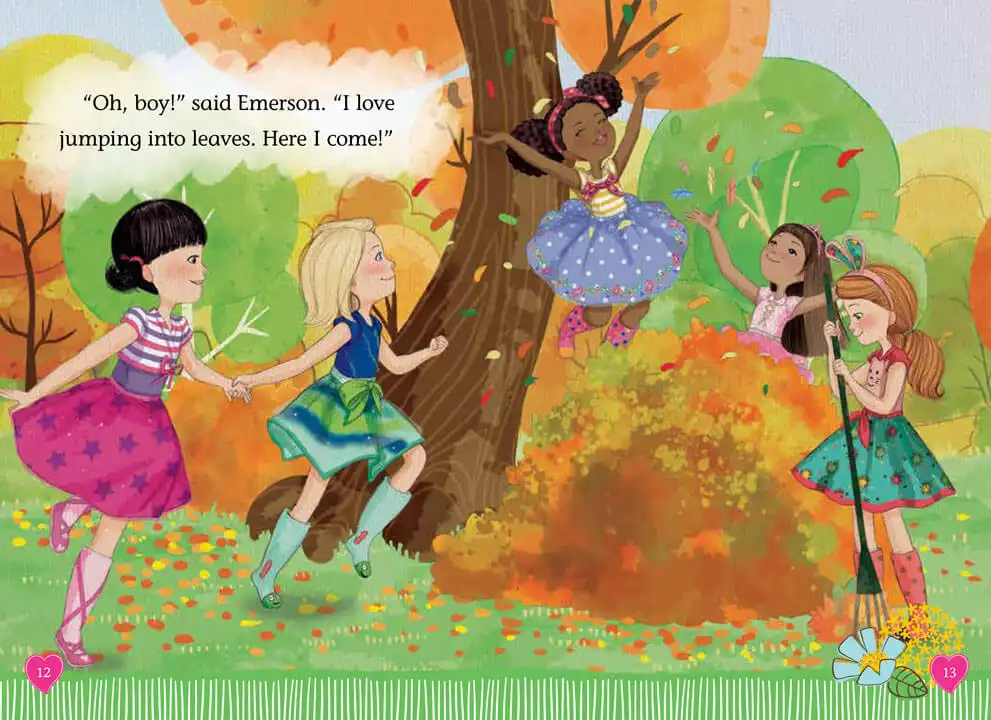 “Oh, boy!” said Emerson. “I love
jumping into leaves. Here I come!”
12
13